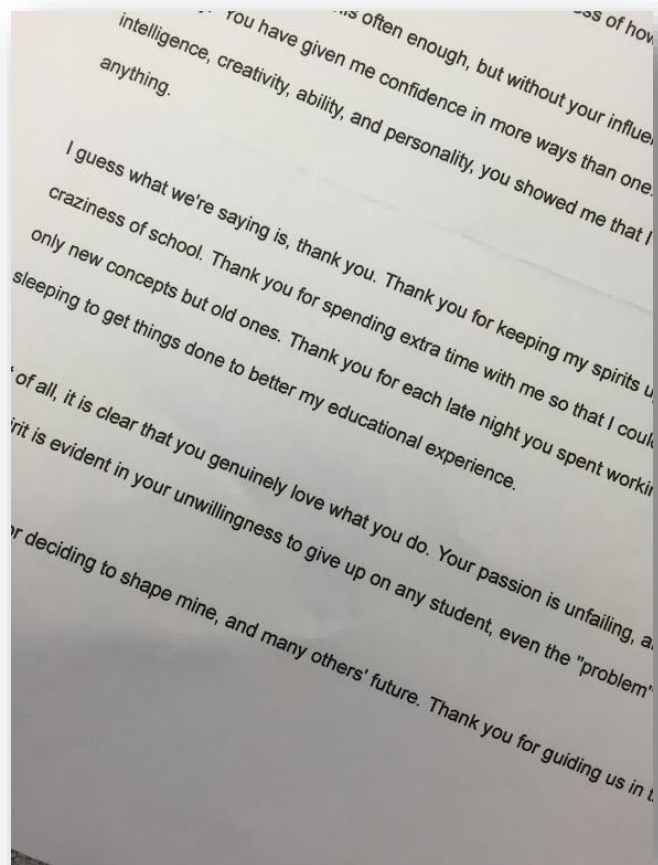 of how
often enough, but without your
You have given me confidence in more ways than one.
intelligence, creativity, ability, and personality, you showed me that I
anything.
I guess what we're saying is, thank you. Thank you for keeping my spirits
craziness of school. Thank you for spending extra time with me so that I
only new concepts but old ones. Thank you for each late night you spent
sleeping to get things done to better my educational experience.
of all, it is clear that you genuinely love what you do. Your passion is unfailing,
is evident in your unwillingness to give up on any student, even the "problem"
deciding to shape mine, and many others' future. Thank you for guiding us in